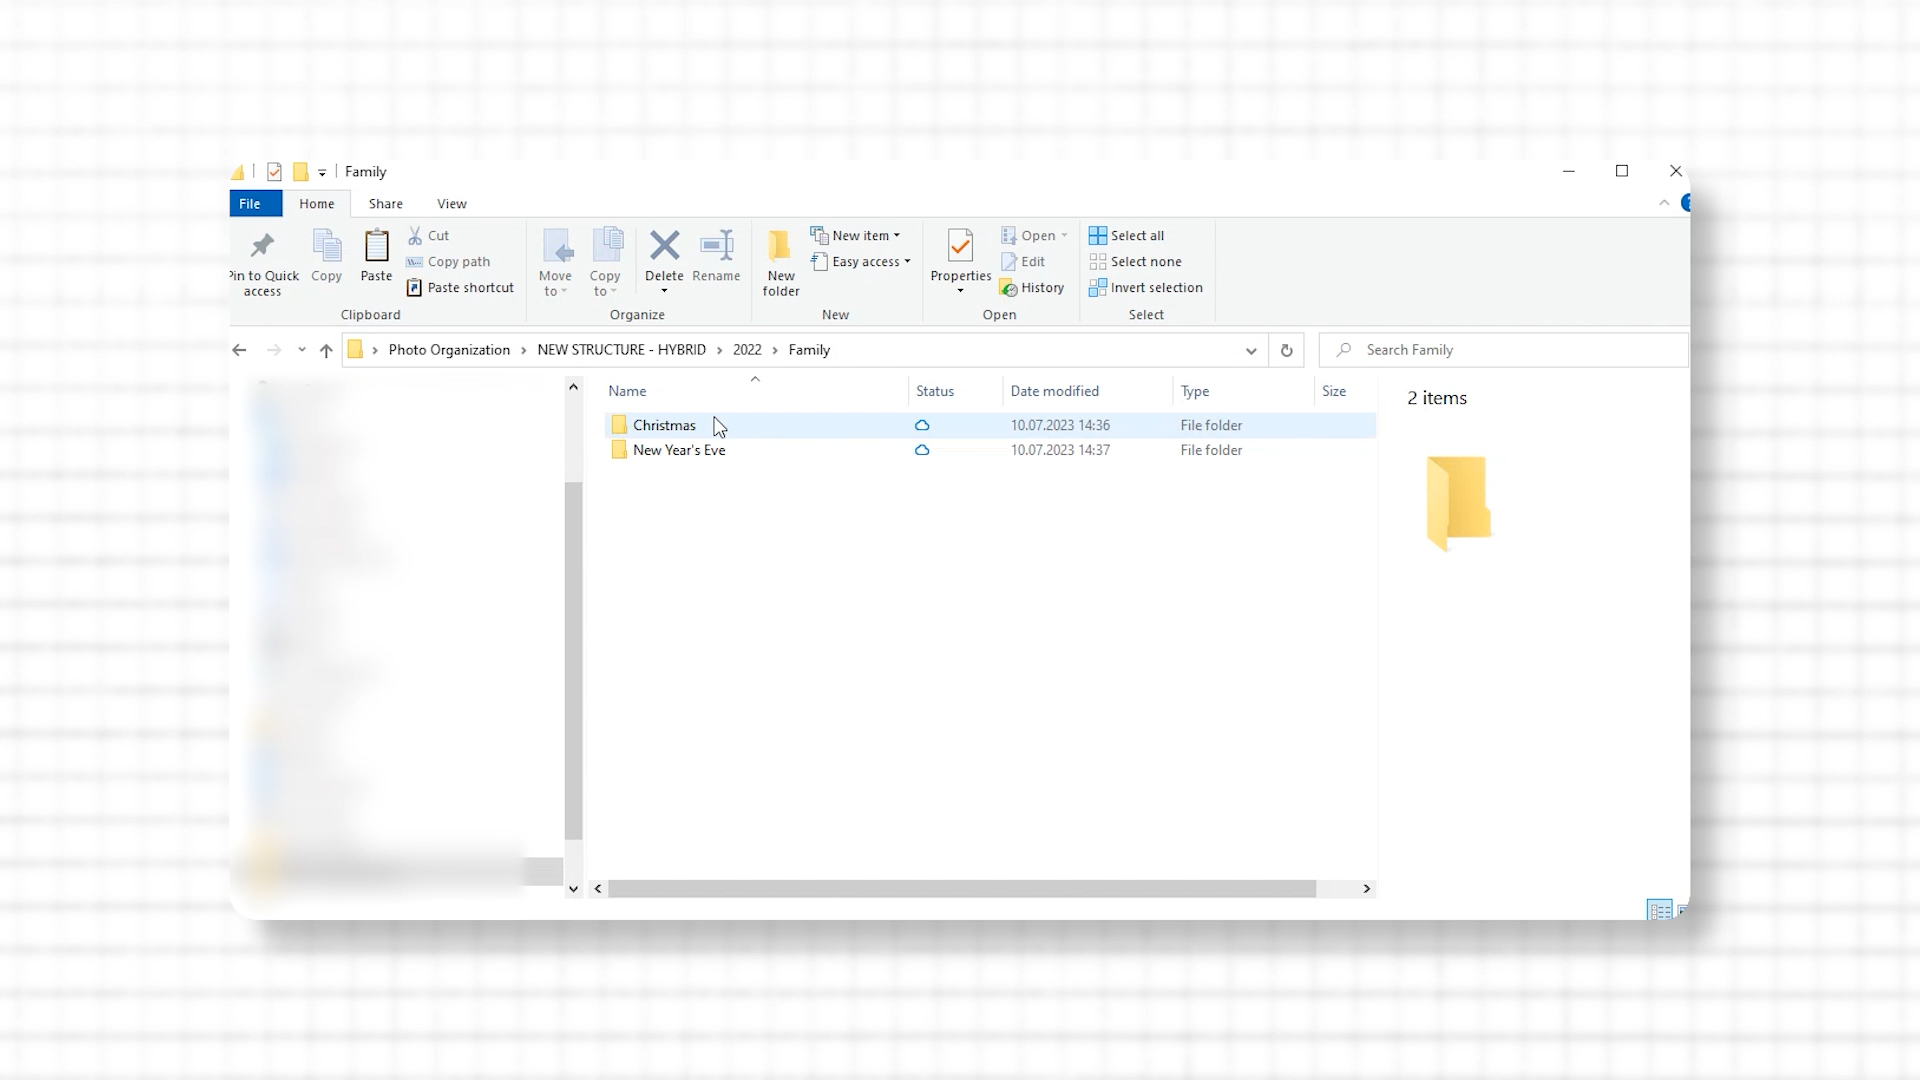 Family
File Home Share View
Pin to Quick access
Copy
Paste
Cut
Copy path
Paste shortcut
Clipboard
Move to
Copy to
Delete
Rename
Organize
New folder
New item
Easy access
New
Properties
Open
Edit
History
Open
Select all
Select none
Invert selection
Select
Photo Organization › NEW STRUCTURE - HYBRID › 2022 › Family
Search Family
Name Status Date modified Type Size
Christmas 10.07.2023 14:36 File folder
New Year's Eve 10.07.2023 14:37 File folder
2 items